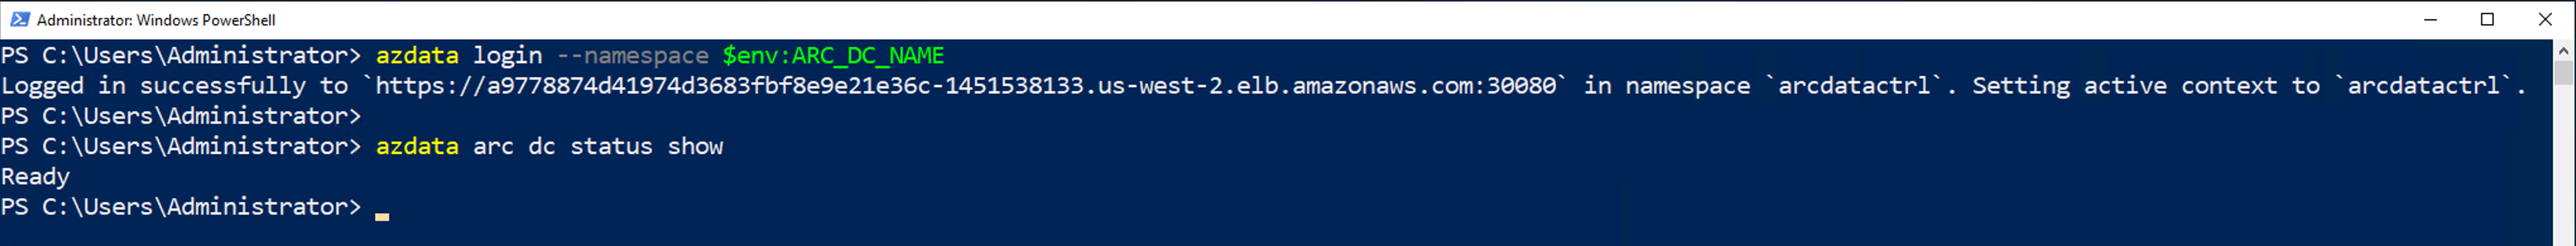 Administrator: Windows PowerShell
PS C:\Users\Administrator> azdata login --namespace $env:ARC_DC_NAME
Logged in successfully to `https://a9778874d41974d3683fbf8e9e21e36c-1451538133.us-west-2.elb.amazonaws.com:30080` in namespace `arcdatactrl`. Setting active context to `arcdatactrl`.
PS C:\Users\Administrator>
PS C:\Users\Administrator> azdata arc dc status show
Ready
PS C:\Users\Administrator>